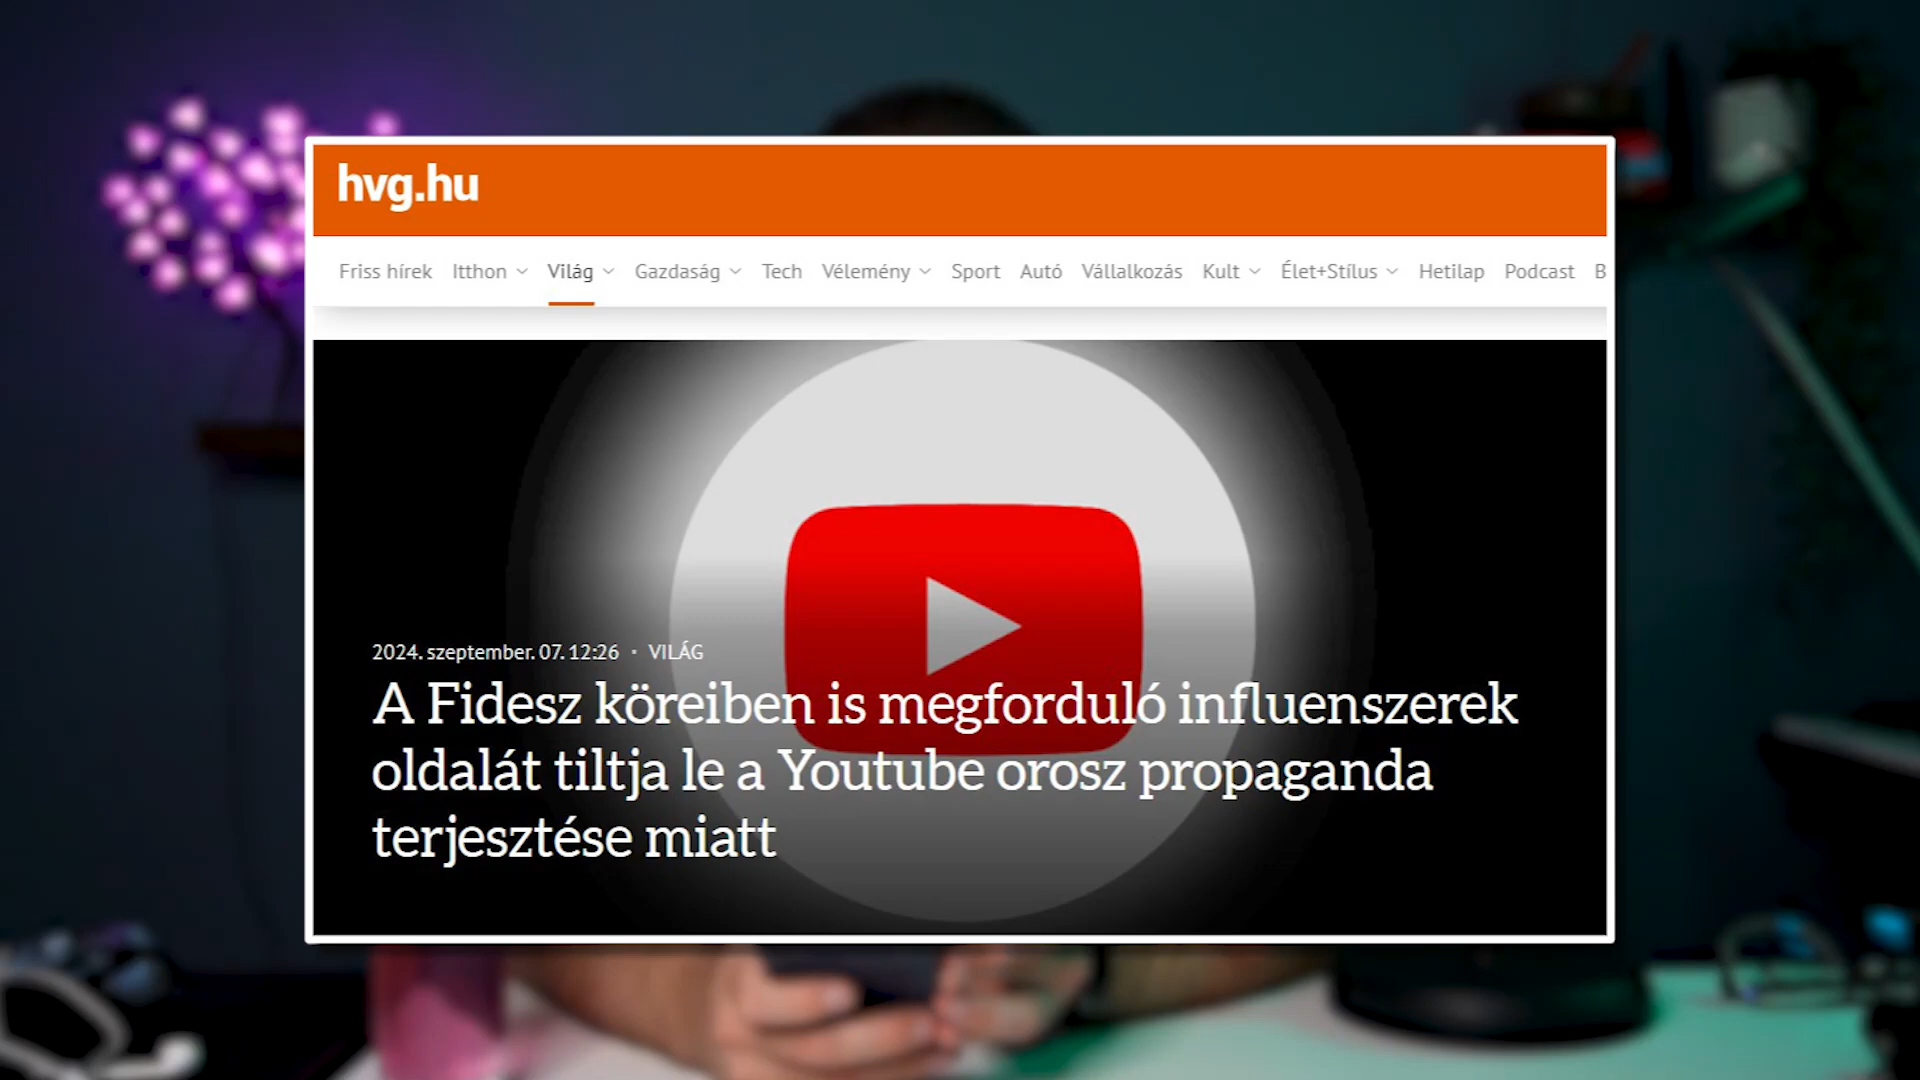 hvg.hu
Friss hírek Itthon Világ Gazdaság Tech Vélemény Sport Autó Vállalkozás Kult Élet+Stílus Hetilap Podcast B
2024. szeptember. 07. 12:26 • VILÁG
A Fidesz köreiben is megforduló influenszerek
oldalát tiltja le a Youtube orosz propaganda
terjesztése miatt